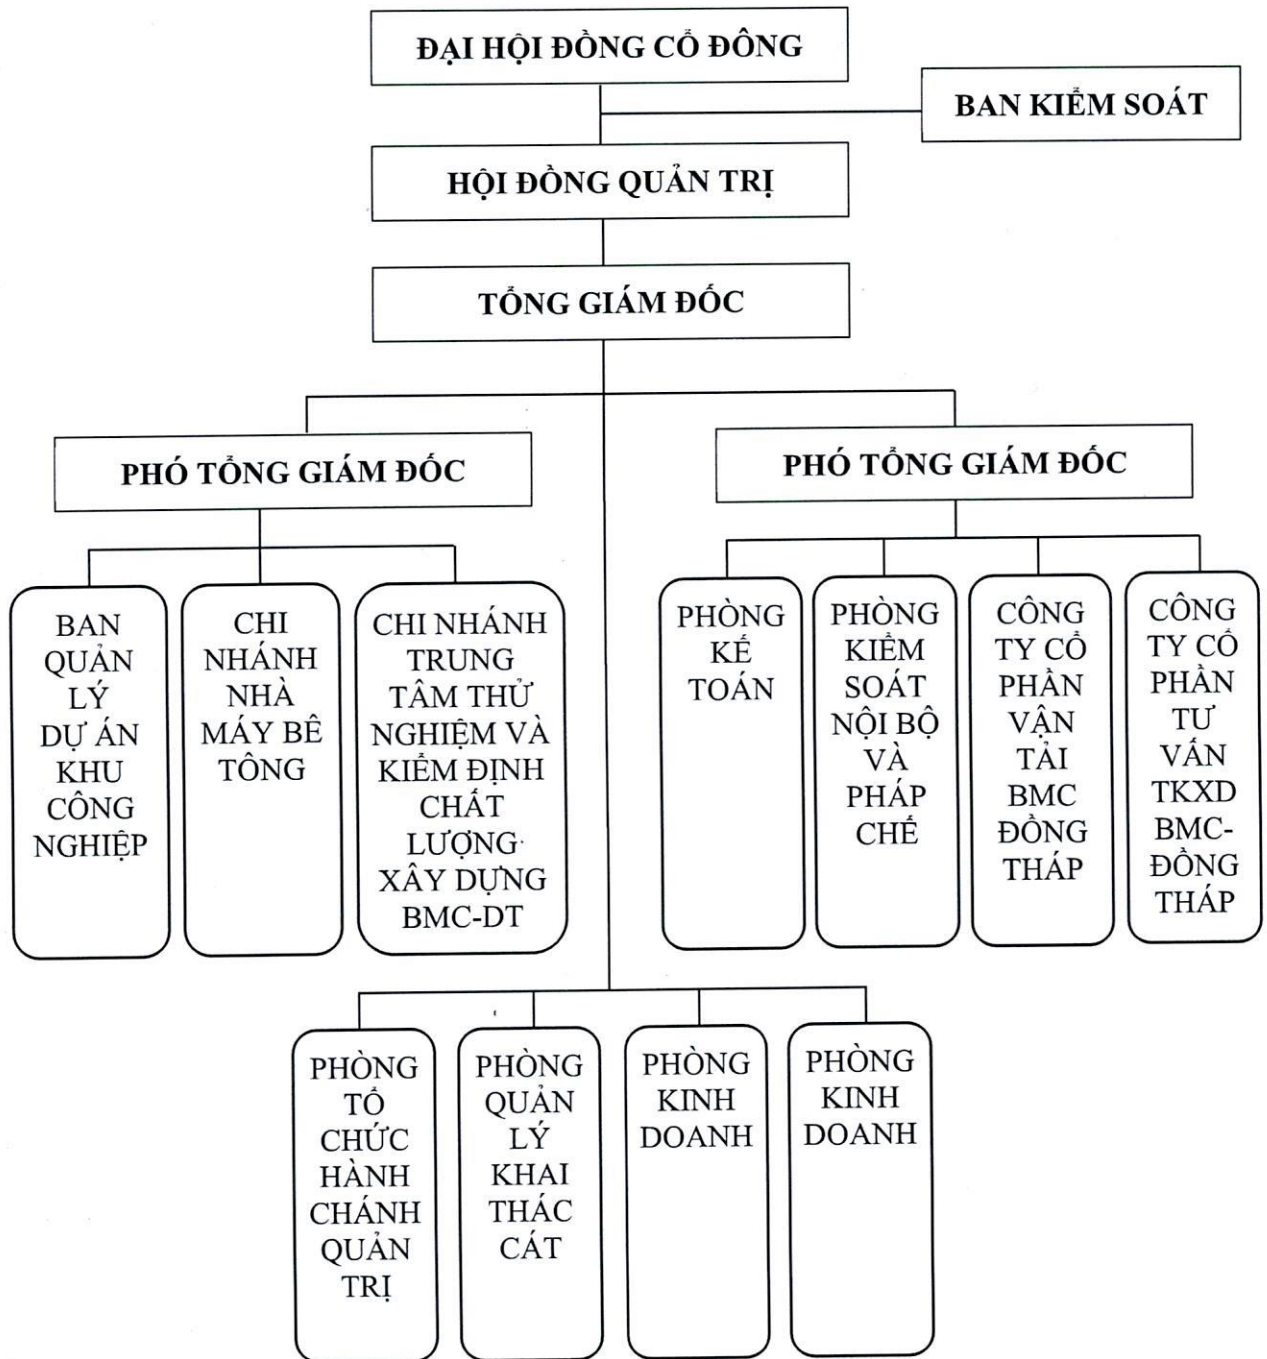 ĐẠI HỘI ĐỒNG CỔ ĐÔNG
BAN KIỂM SOÁT
HỘI ĐỒNG QUẢN TRỊ
TỔNG GIÁM ĐỐC
PHÓ TỔNG GIÁM ĐỐC
PHÓ TỔNG GIÁM ĐỐC
BAN
QUẢN
LÝ
DỰ ÁN
KHU
CÔNG
NGHIỆP
CHI
NHÁNH
NHÀ
MÁY BÊ
TÔNG
CHI NHÁNH
TRUNG
TÂM THỬ
NGHIỆM VÀ
KIỂM ĐỊNH
CHẤT
LƯỢNG
XÂY DỰNG
BMC-DT
PHÒNG
KẾ
TOÁN
PHÒNG
KIỂM
SOÁT
NỘI BỘ
VÀ
PHÁP
CHẾ
CÔNG
TY CỔ
PHẦN
VẬN
TẢI
BMC
ĐỒNG
THÁP
CÔNG
TY CỔ
PHẦN
TƯ
VẤN
TKXD
BMC-
ĐỒNG
THÁP
PHÒNG
TỔ
CHỨC
HÀNH
CHÁNH
QUẢN
TRỊ
PHÒNG
QUẢN
LÝ
KHAI
THÁC
CÁT
PHÒNG
KINH
DOANH
PHÒNG
KINH
DOANH